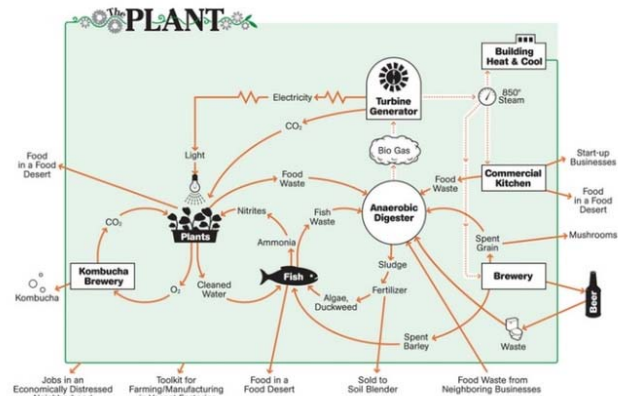 The PLANT
Building
Heat & Cool
850°
Steam
Turbine
Generator
Electricity
CO₂
Light
Bio Gas
Food
in a Food
Desert
Food
Waste
Food
Waste
Commercial
Kitchen
Start-up
Businesses
Food
in a Food
Desert
Anaerobic
Digester
Nitrites
Fish
Waste
CO₂
Plants
Ammonia
Spent
Grain
Mushrooms
Kombucha
Brewery
Fish
Sludge
Brewery
Kombucha
O₂
Cleaned
Water
Algae,
Duckweed
Fertilizer
Beer
Spent
Barley
Waste
Jobs in an
Economically Distressed
Toolkit for
Farming/Manufacturing
Food in a
Food Desert
Sold to
Soil Blender
Food Waste from
Neighboring Businesses